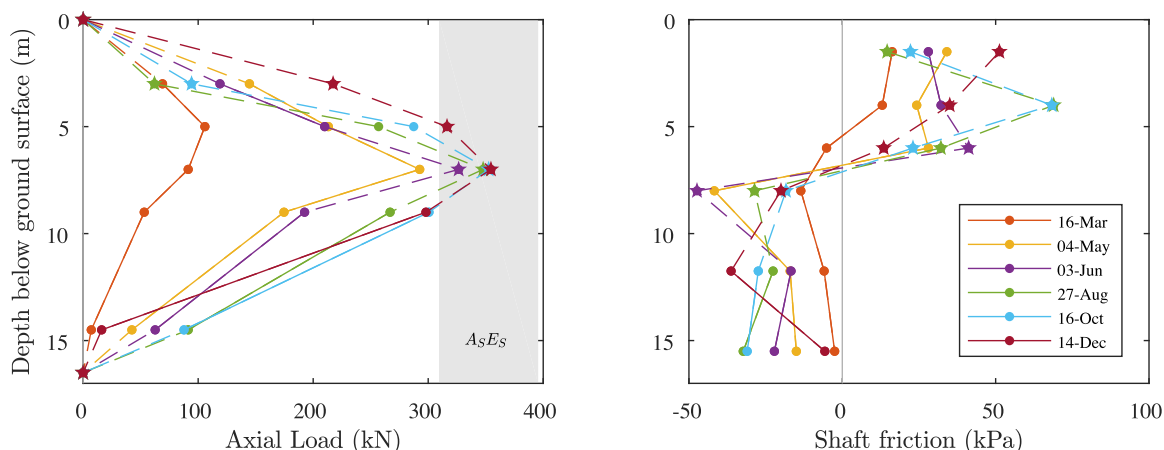 Depth below ground surface (m)
0
5
10
15
0
100
200
300
400
Axial Load (kN)
ASES
0
5
10
15
-50
0
50
100
Shaft friction (kPa)
16-Mar
04-May
03-Jun
27-Aug
16-Oct
14-Dec